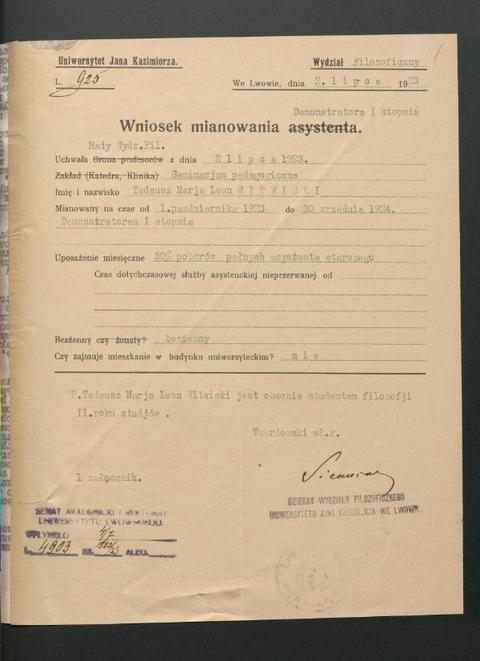 Uniwersytet Jana Kazimierza. Wydział Filozoficzny
L. 925 We Lwowie, dnia 2.lipca 1923
Demonstratora I stopnia
Wniosek mianowania asystenta.
Rady Wydz.Fil.
Uchwała Grona profesorów z dnia 2 lipca 1923.
Zakład (Katedra, Klinika) Seminarjum pedagogiczne
Imię i nazwisko Tadeusz Marja Leon WITWICKI
Mianowany na czas od 1.października 1923 do 30 września 1924.
Demonstratorem I stopnia
Uposażenie miesięczne 50% poborów pełnych asystenta starszego
Czas dotychczasowej służby asystenckiej nieprzerwanej od
Bezżenny czy żonaty? bezżenny
Czy zajmuje mieszkanie w budynku uniwersyteckim? nie
P.Tadeusz Marja Leon Witwicki jest obecnie studentem filozofji
II.roku studjów.
Twardowski wł.r.
1 załącznik.
DZIEKAN WYDZIAŁU FILOZOFICZNEGO
UNIWERSYTETU JANA KAZIMIERZA WE LWOWIE.
SENAT AKADEMICKI I REKTORAT
UNIWERSYTETU LWOWSKIEGO.
WPŁYNĘŁO 4/7
L. 4803